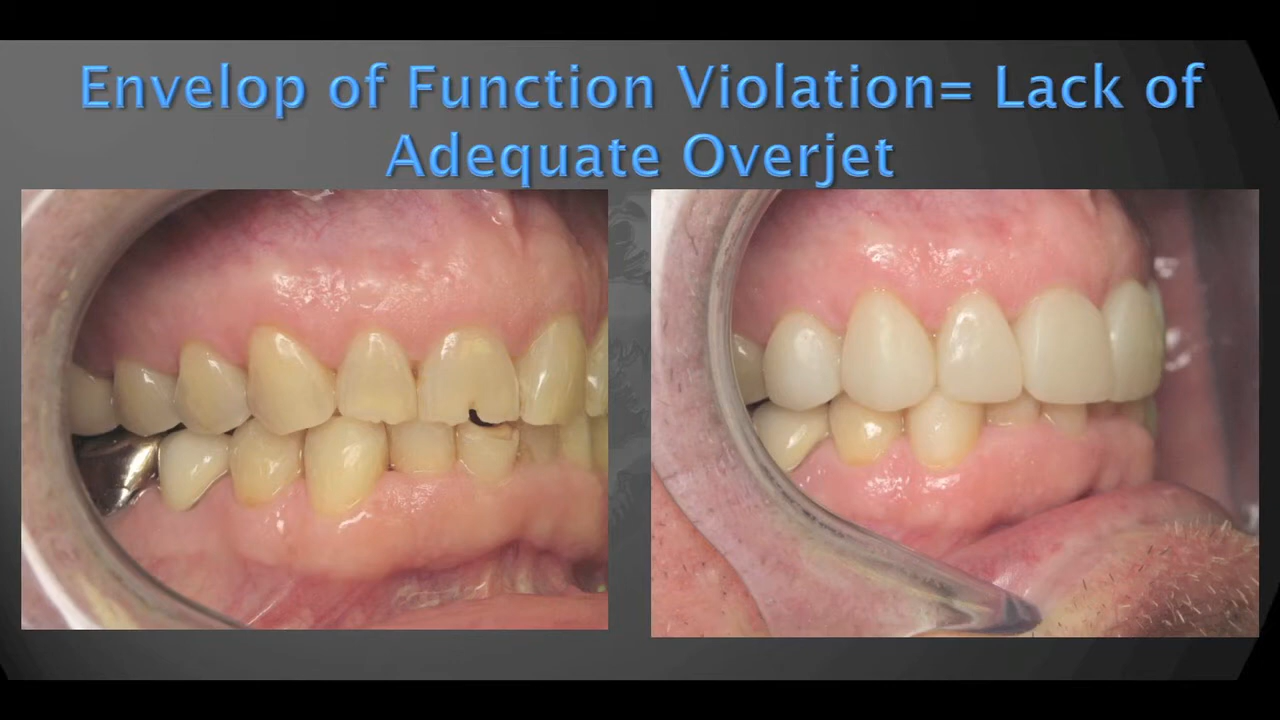 Envelop of Function Violation= Lack of
Adequate Overjet